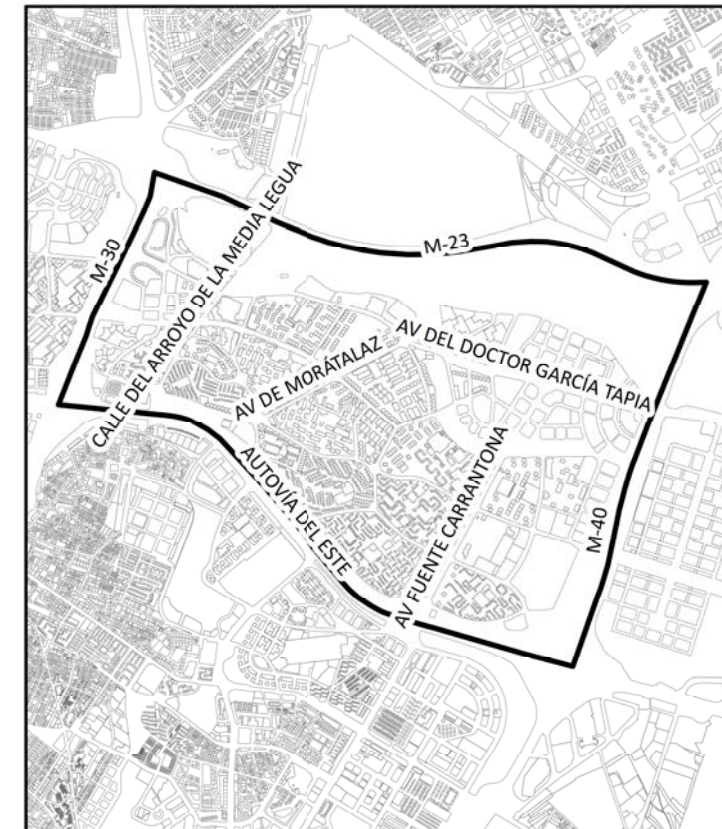 CALLE DEL ARROYO DE LA MEDIA LEGUA
M-23
M-30
AV DEL DOCTOR GARCÍA TAPIA
AV DE MORÁTALAZ
AUTOVÍA DEL ESTE
AV FUENTE CARRANTONA
M-40